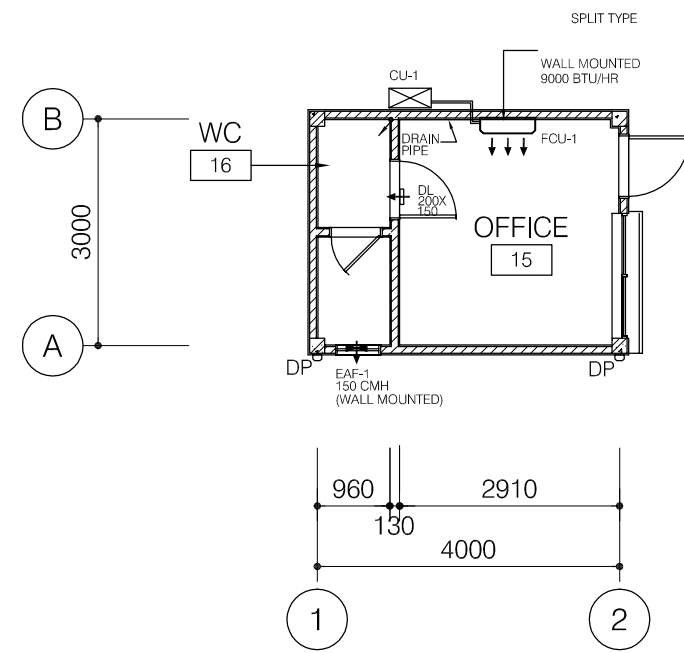 SPLIT TYPE
WALL MOUNTED
9000 BTU/HR
CU-1
B
WC
16
DRAIN
PIPE
FCU-1
DL
200X
150
3000
OFFICE
15
A
DP
EAF-1
150 CMH
(WALL MOUNTED)
DP
960
2910
130
4000
1
2